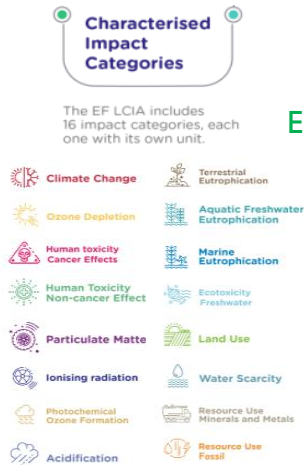 Characterised
Impact
Categories
The EF LCIA includes
16 impact categories, each
one with its own unit.
E
Climate Change
Ozone Depletion
Human toxicity
Cancer Effects
Human Toxicity
Non-cancer Effect
Particulate Matte
Ionising radiation
Photochemical
Ozone Formation
Acidification
Terrestrial
Eutrophication
Aquatic Freshwater
Eutrophication
Marine
Eutrophication
Ecotoxicity
Freshwater
Land Use
Water Scarcity
Resource Use
Minerals and Metals
Resource Use
Fossil